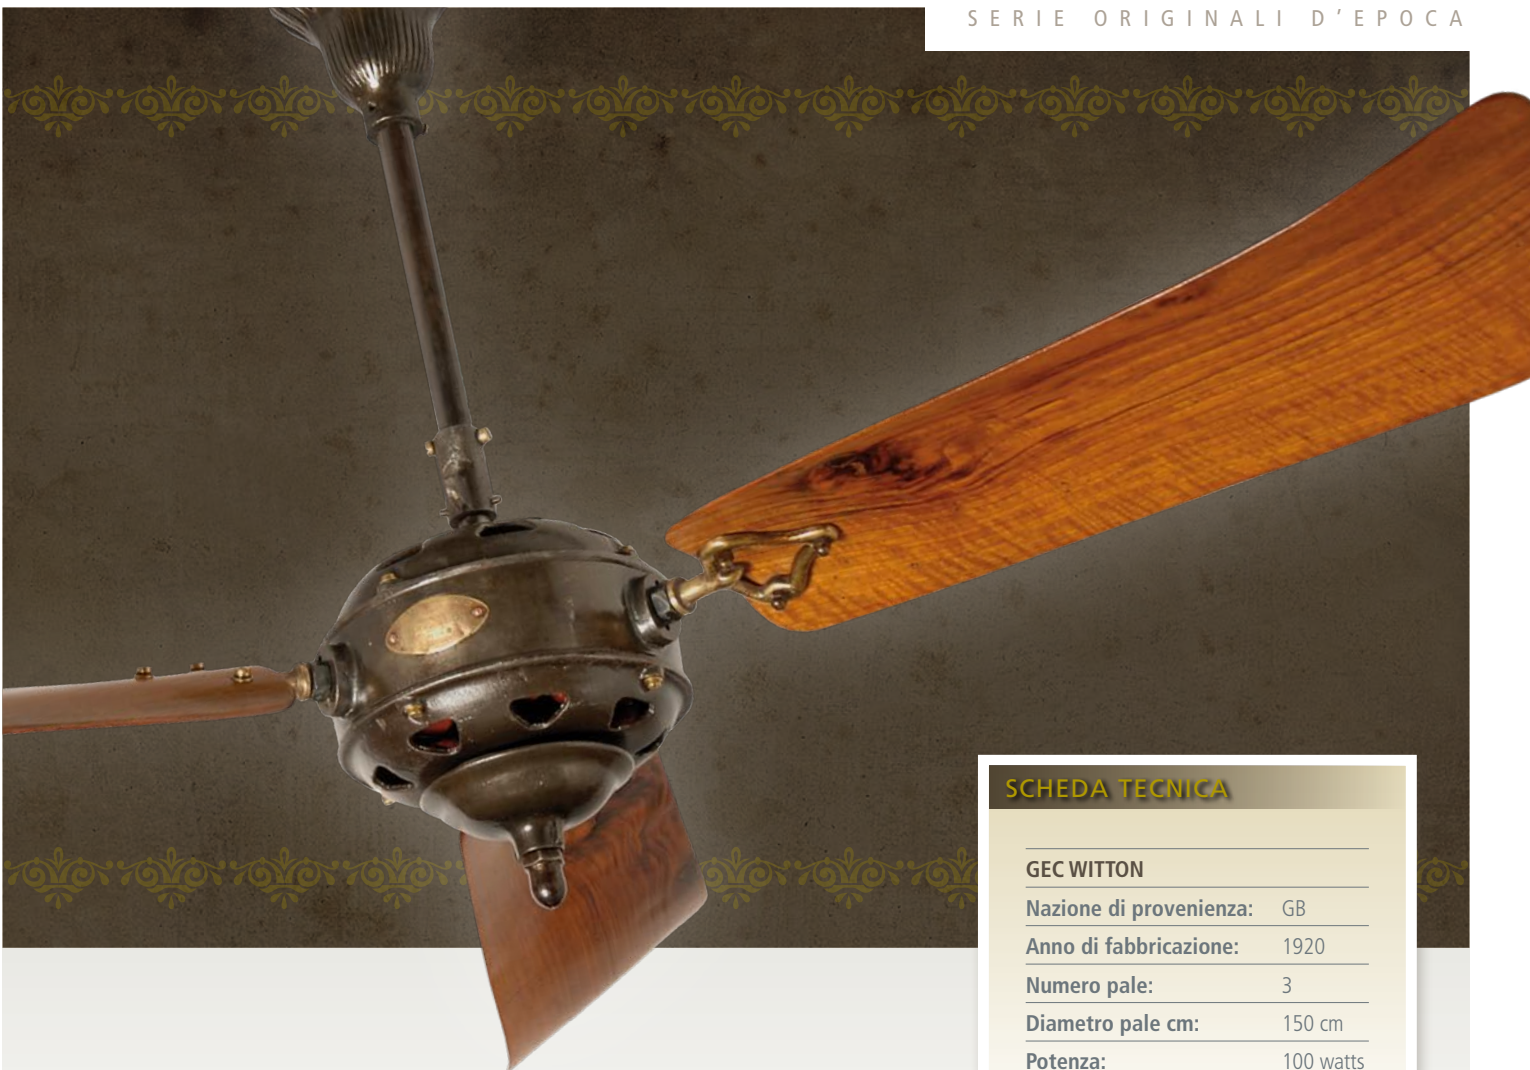 SERIE ORIGINALI D'EPOCA
SCHEDA TECNICA
GEC WITTON
Nazione di provenienza: GB
Anno di fabbricazione: 1920
Numero pale: 3
Diametro pale cm: 150 cm
Potenza: 100 watts